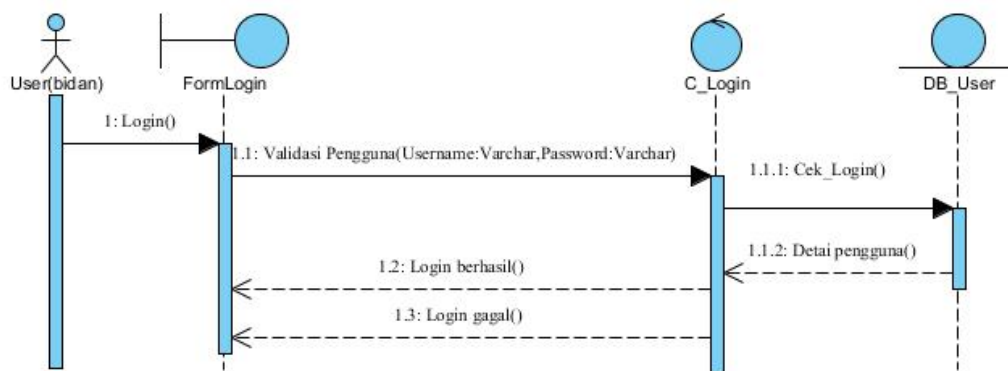 User(bidan)
FormLogin
C_Login
DB_User
1: Login()
1.1: Validasi Pengguna(Username:Varchar,Password:Varchar)
1.1.1: Cek_Login()
1.1.2: Detai pengguna()
1.2: Login berhasil()
1.3: Login gagal()